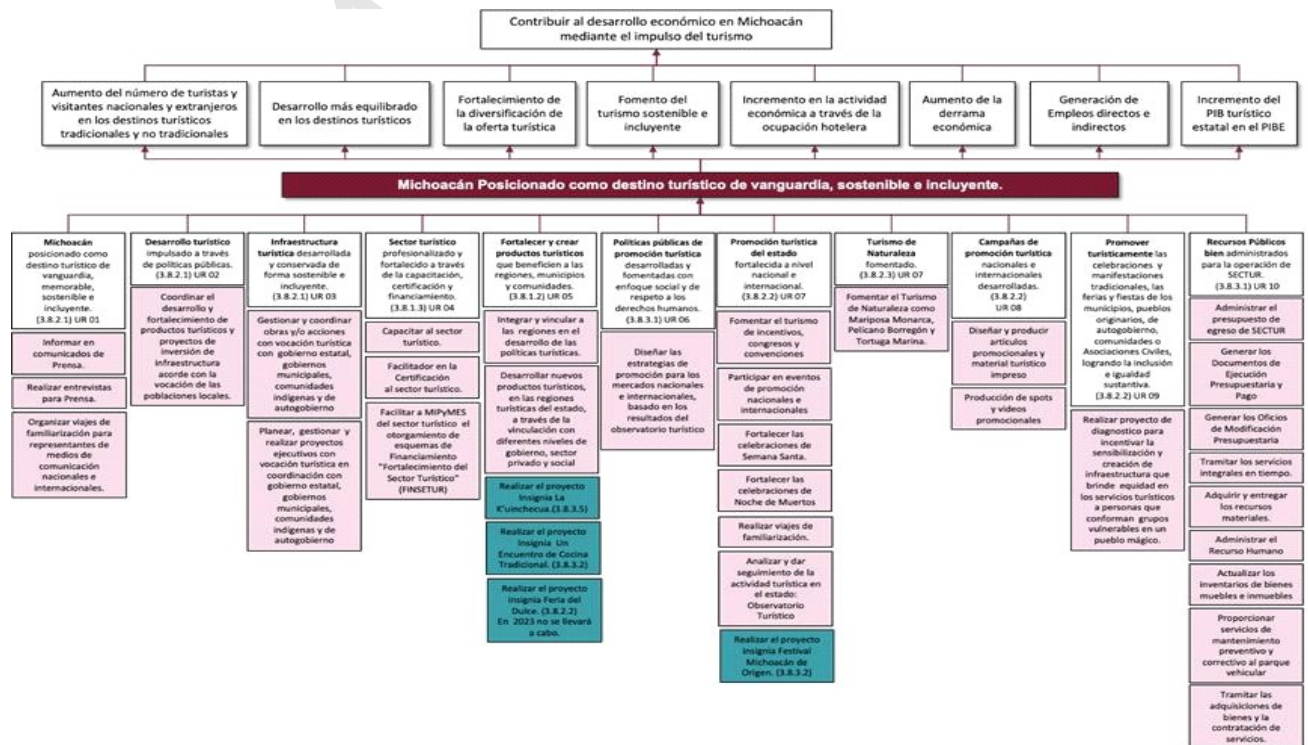 Contribuir al desarrollo económico en Michoacán
mediante el impulso del turismo
Aumento del número de turistas y
visitantes nacionales y extranjeros
en los destinos turísticos
tradicionales y no tradicionales
Desarrollo más equilibrado
en los destinos turísticos
Fortalecimiento de
la diversificación de
la oferta turística
Fomento del
turismo sostenible e
incluyente
Incremento en la actividad
económica a través de la
ocupación hotelera
Aumento de la
derrama
económica
Generación de
Empleos directos e
indirectos
Incremento del
PIB turístico
estatal en el PIBE
Michoacán Posicionado como destino turístico de vanguardia, sostenible e incluyente.
Michoacán
posicionado como
destino turístico de
vanguardia,
memorable,
sostenible e
incluyente.
(3.8.2.1) UR 01
Informar en
comunicados de
Prensa.
Realizar entrevistas
para Prensa.
Organizar viajes de
familiarización para
representantes de
medios de
comunicación
nacionales e
internacionales.
Desarrollo turístico
impulsado a través
de políticas públicas.
(3.8.2.1) UR 02
Coordinar el
desarrollo y
fortalecimiento de
productos turísticos y
proyectos de
inversión de
infraestructura
acorde con la
vocación de las
poblaciones locales.
Infraestructura
turística desarrollada
y conservada de
forma sostenible e
incluyente.
(3.8.2.1) UR 03
Gestionar y coordinar
obras y/o acciones
con vocación turística
con gobierno estatal,
gobiernos
municipales,
comunidades
indígenas y de
autogobierno
Planear, gestionar y
realizar proyectos
ejecutivos con
vocación turística en
coordinación con
gobierno estatal,
gobiernos
municipales,
comunidades
indígenas y de
autogobierno
Sector turístico
profesionalizado y
fortalecido a través
de la capacitación,
certificación y
financiamiento.
(3.8.1.3) UR 04
Capacitar al sector
turístico.
Facilitador en la
Certificación
al sector turístico.
Facilitar a MIPyMES
del sector turístico el
otorgamiento de
esquemas de
Financiamiento
"Fortalecimiento del
Sector Turístico"
(FINSETUR)
Fortalecer y crear
productos turísticos
que beneficien a las
regiones, municipios
y comunidades.
(3.8.1.2) UR 05
Integrar y vincular a
las regiones en el
desarrollo de las
políticas turísticas.
Desarrollar nuevos
productos turísticos,
en las regiones
turísticas del estado,
a través de la
vinculación con
diferentes niveles de
gobierno, sector
privado y social
Realizar el proyecto
Insignia La
K'uinchecua.(3.8.3.5)
Realizar el proyecto
Insignia Un
Encuentro de Cocina
Tradicional. (3.8.3.2)
Realizar el proyecto
insignia Feria del
Dulce. (3.8.2.2)
En 2023 no se llevará
a cabo.
Políticas públicas de
promoción turística
desarrolladas y
fomentadas con
enfoque social y de
respeto a los
derechos humanos.
(3.8.3.1) UR 06
Diseñar las
estrategias de
promoción para los
mercados nacionales
e internacionales,
basado en los
resultados del
observatorio turístico
Promoción turística
del estado
fortalecida a nivel
nacional e
internacional.
(3.8.2.2) UR 07
Fomentar el turismo
de incentivos,
congresos y
convenciones
Participar en eventos
de promoción
nacionales e
internacionales
Fortalecer las
celebraciones de
Semana Santa.
Fortalecer las
celebraciones de
Noche de Muertos
Realizar viajes de
familiarización.
Analizar y dar
seguimiento de la
actividad turística en
el estado:
Observatorio
Turístico
Realizar el proyecto
Insignia Festival
Michoacán de
Origen. (3.8.3.2)
Turismo de
Naturaleza
fomentado.
(3.8.2.3) UR 07
Fomentar el Turismo
de Naturaleza como
Mariposa Monarca,
Pelicano Borregón y
Tortuga Marina.
Campañas de
promoción turística
nacionales e
internacionales
desarrolladas.
(3.8.2.2)
UR 08
Diseñar y producir
artículos
promocionales y
material turístico
impreso
Producción de spots
y videos
promocionales
Promover
turísticamente las
celebraciones y
manifestaciones
tradicionales, las
ferias y fiestas de los
municipios, pueblos
originarios, de
autogobierno,
comunidades o
Asociaciones Civiles,
logrando la inclusión
e igualdad
sustantiva.
(3.8.2.2) UR 09
Realizar proyecto de
diagnostico para
incentivar la
sensibilización y
creación de
infraestructura que
brinde equidad en
los servicios turísticos
a personas que
conforman grupos
vulnerables en un
pueblo mágico.
Recursos Públicos
bien administrados
para la operación de
SECTUR.
(3.8.3.1) UR 10
Administrar el
presupuesto de
egreso de SECTUR
Generar los
Documentos de
Ejecución
Presupuestaria y
Pago
Generar los Oficios
de Modificación
Presupuestaria
Tramitar los servicios
integrales en tiempo.
Adquirir y entregar
los recursos
materiales.
Administrar el
Recurso Humano
Actualizar los
inventarios de bienes
muebles e inmuebles
Proporcionar
servicios de
mantenimiento
preventivo y
correctivo al parque
vehicular
Tramitar las
adquisiciones de
bienes y la
contratación de
servicios.